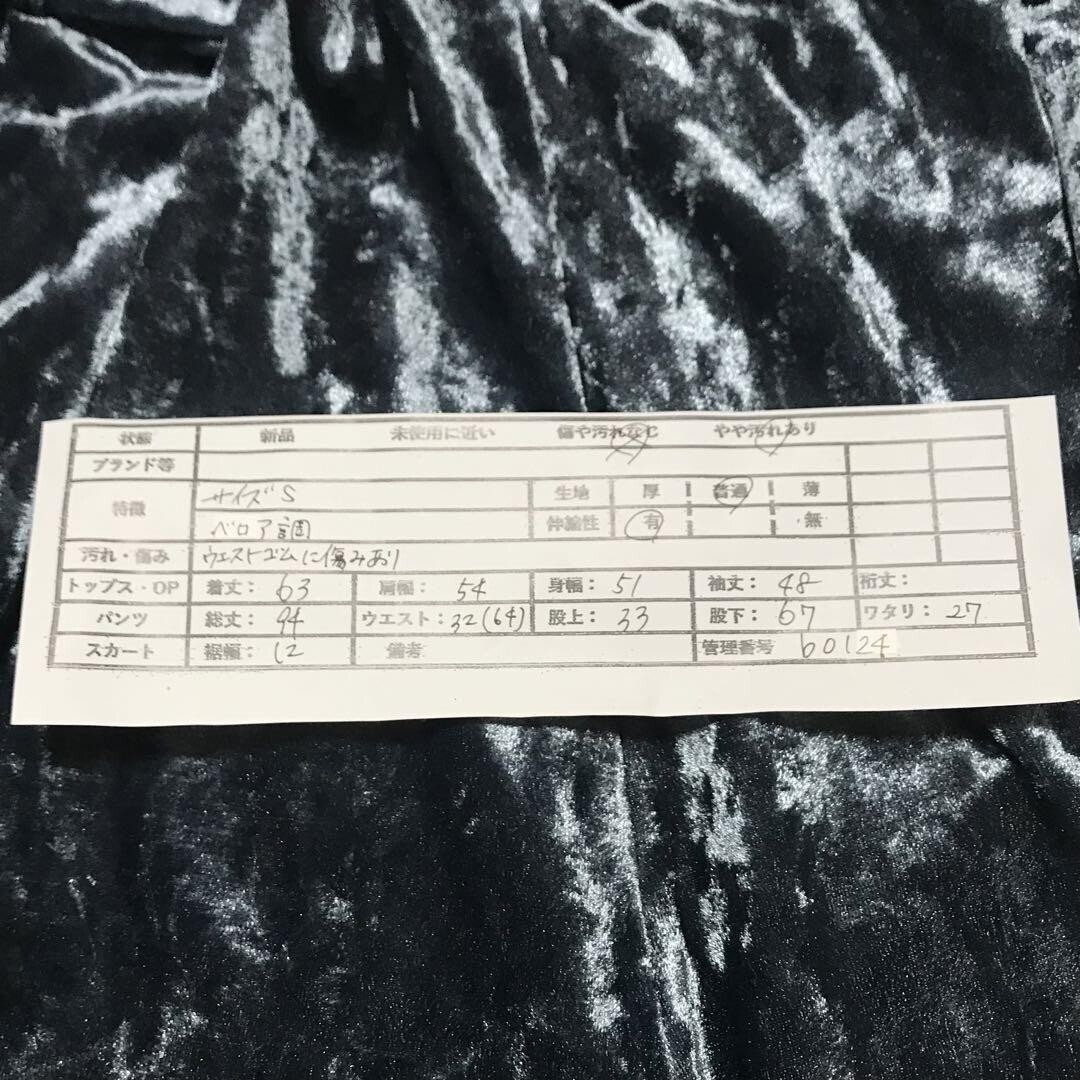 状態 新品 未使用に近い 傷や汚れなし やや汚れあり
ブランド等
特徴 サイズS 生地 厚 普通 薄
ベロア調 伸縮性 有 無
汚れ・傷み ウエストゴムに傷みあり
トップス・OP 着丈: 63 肩幅: 54 身幅: 51 袖丈: 48 裄丈:
パンツ 総丈: 94 ウエスト: 32(64) 股上: 33 股下: 67 ワタリ: 27
スカート 裾幅: 12 備考 管理番号 b0124